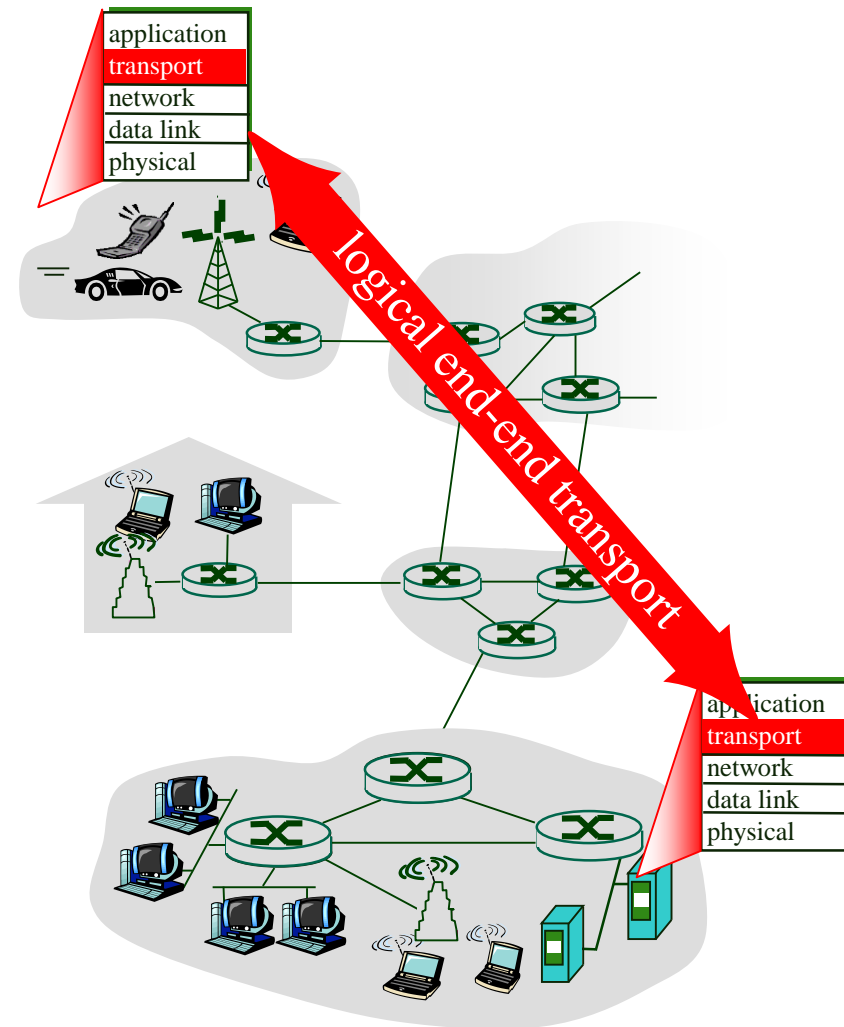 application
transport
network
data link
physical
logical end-end transport
application
transport
network
data link
physical